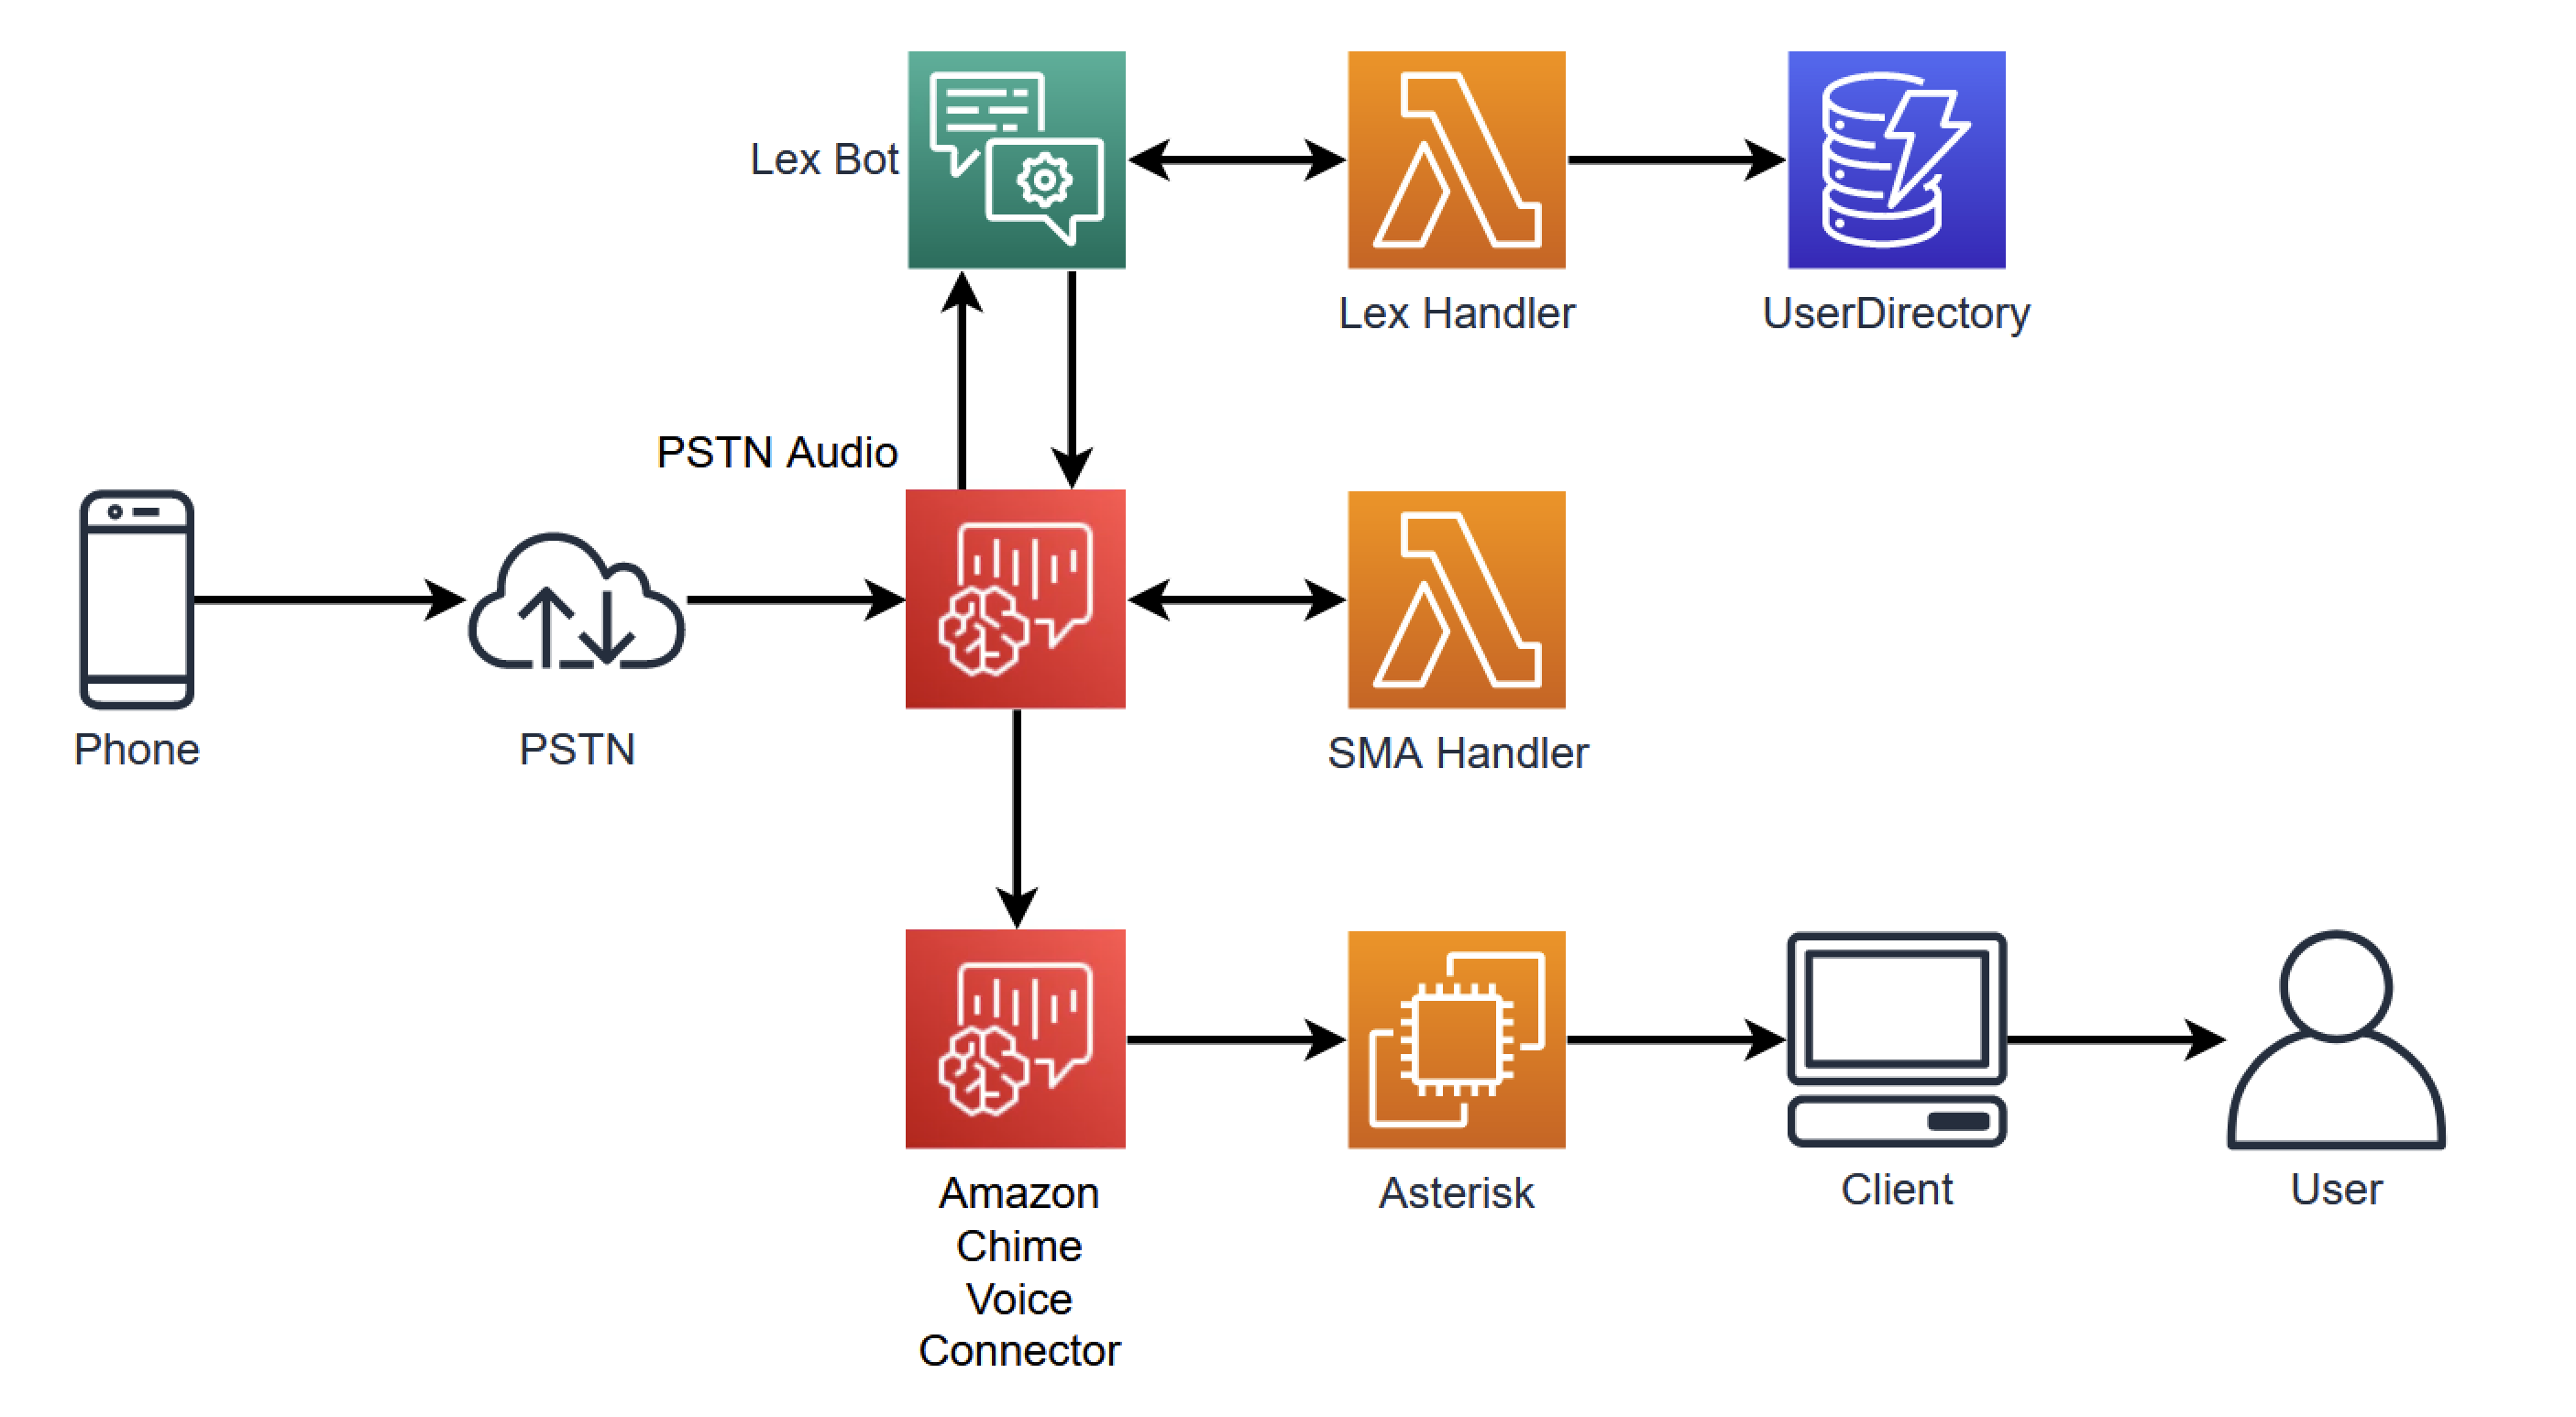 Lex Bot
Lex Handler
UserDirectory
PSTN Audio
Phone
PSTN
SMA Handler
Amazon
Chime
Voice
Connector
Asterisk
Client
User